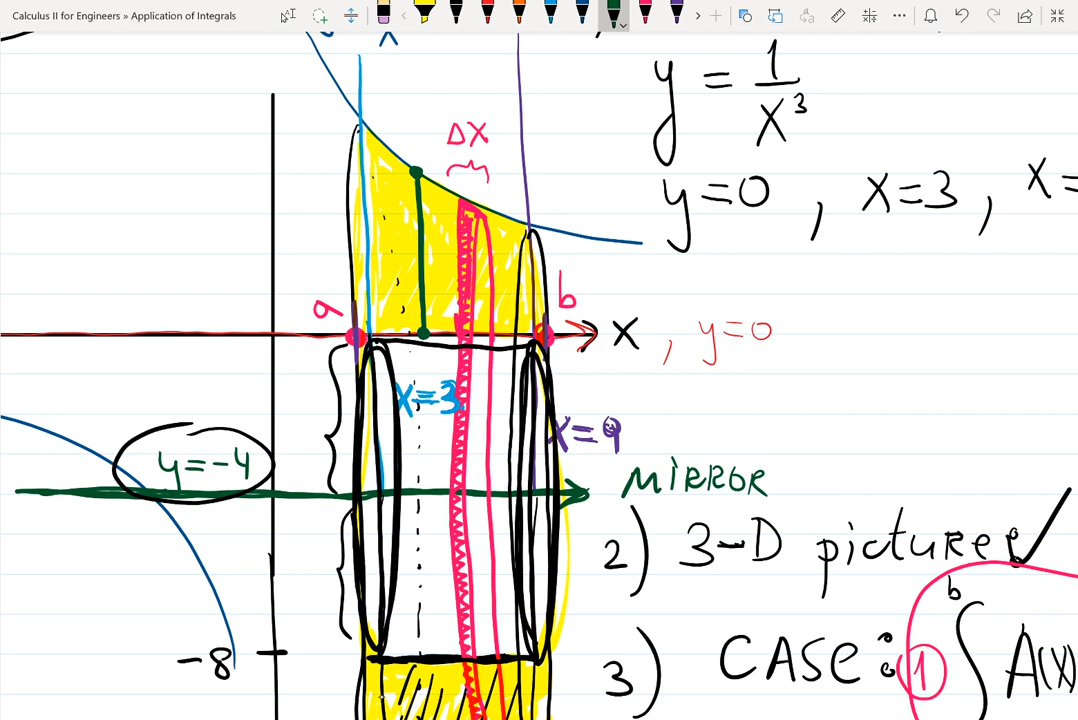 Calculus II for Engineers » Application of Integrals
y = 1/x³
y=0, x=3, x=
Δx
a
b
x, y=0
x=3
x=9
y=-4
MIRROR
2) 3-D picture ✓
-8
3) CASE: 1 ∫ b A(x)